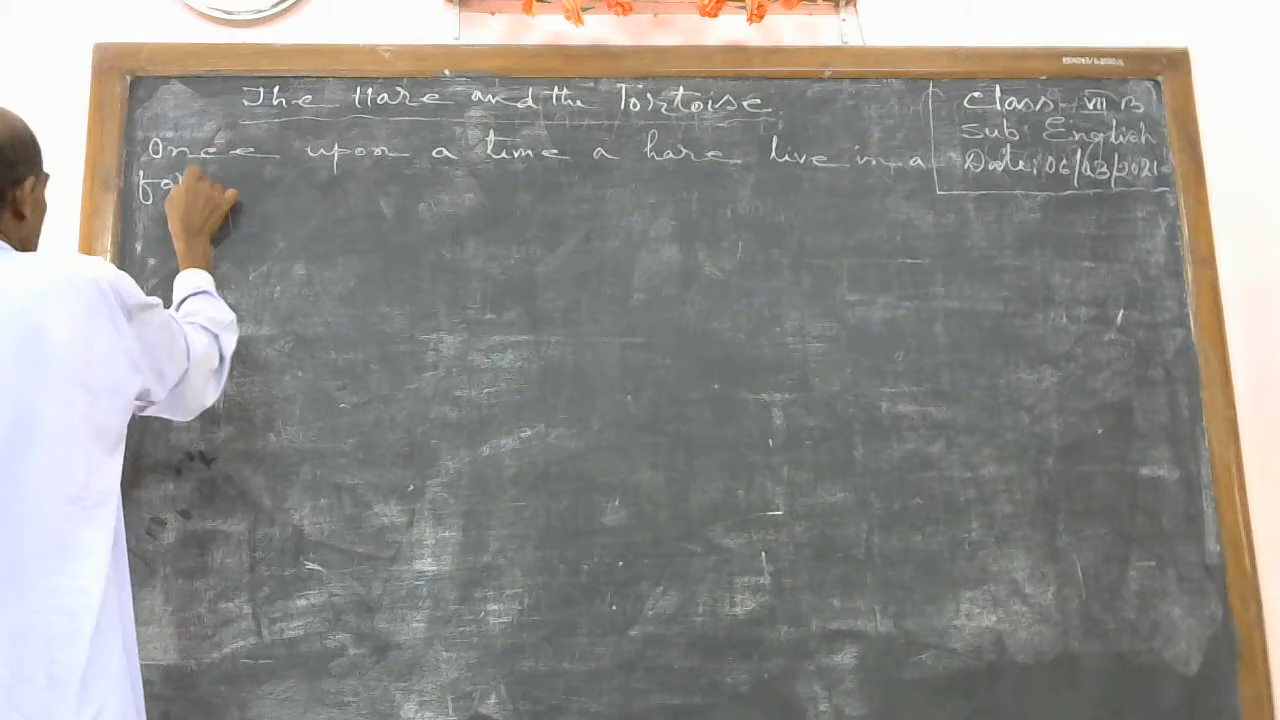 The Hare and the Tortoise
Class VII B
Sub: English
Date: 06/03/2021
Once upon a time a hare live in a
fo